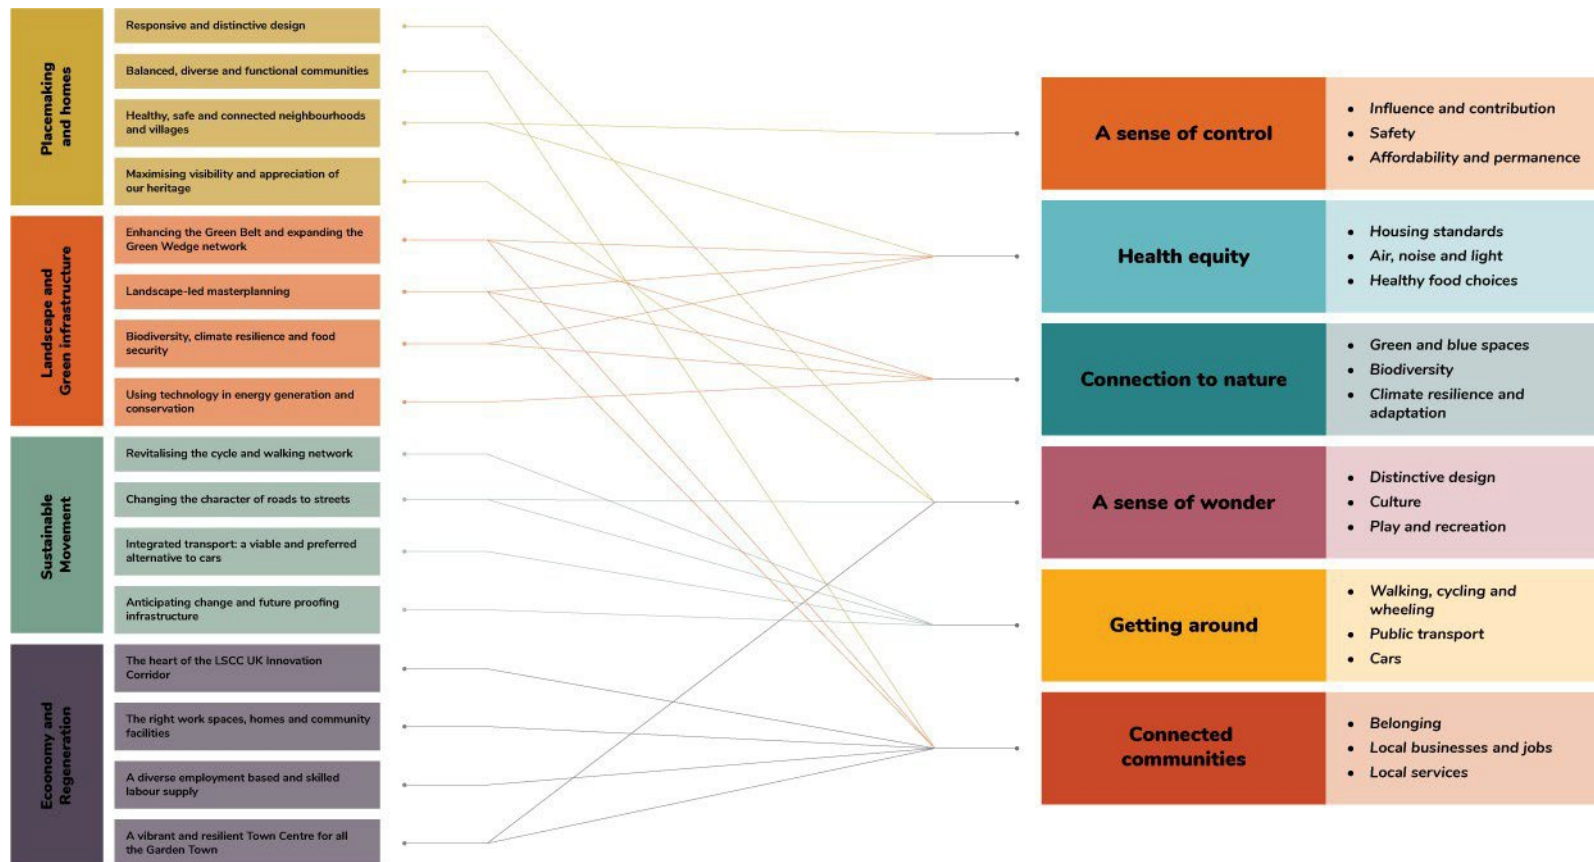 Placemaking
and homes
Responsive and distinctive design
Balanced, diverse and functional communities
Healthy, safe and connected neighbourhoods
and villages
Maximising visibility and appreciation of
our heritage
Landscape and
Green infrastructure
Enhancing the Green Belt and expanding the
Green Wedge network
Landscape-led masterplanning
Biodiversity, climate resilience and food
security
Using technology in energy generation and
conservation
Sustainable
Movement
Revitalising the cycle and walking network
Changing the character of roads to streets
Integrated transport: a viable and preferred
alternative to cars
Anticipating change and future proofing
infrastructure
Economy and
Regeneration
The heart of the LSCC UK Innovation
Corridor
The right work spaces, homes and community
facilities
A diverse employment based and skilled
labour supply
A vibrant and resilient Town Centre for all
the Garden Town
A sense of control
• Influence and contribution
• Safety
• Affordability and permanence
Health equity
• Housing standards
• Air, noise and light
• Healthy food choices
Connection to nature
• Green and blue spaces
• Biodiversity
• Climate resilience and
adaptation
A sense of wonder
• Distinctive design
• Culture
• Play and recreation
Getting around
• Walking, cycling and
wheeling
• Public transport
• Cars
Connected
communities
• Belonging
• Local businesses and jobs
• Local services